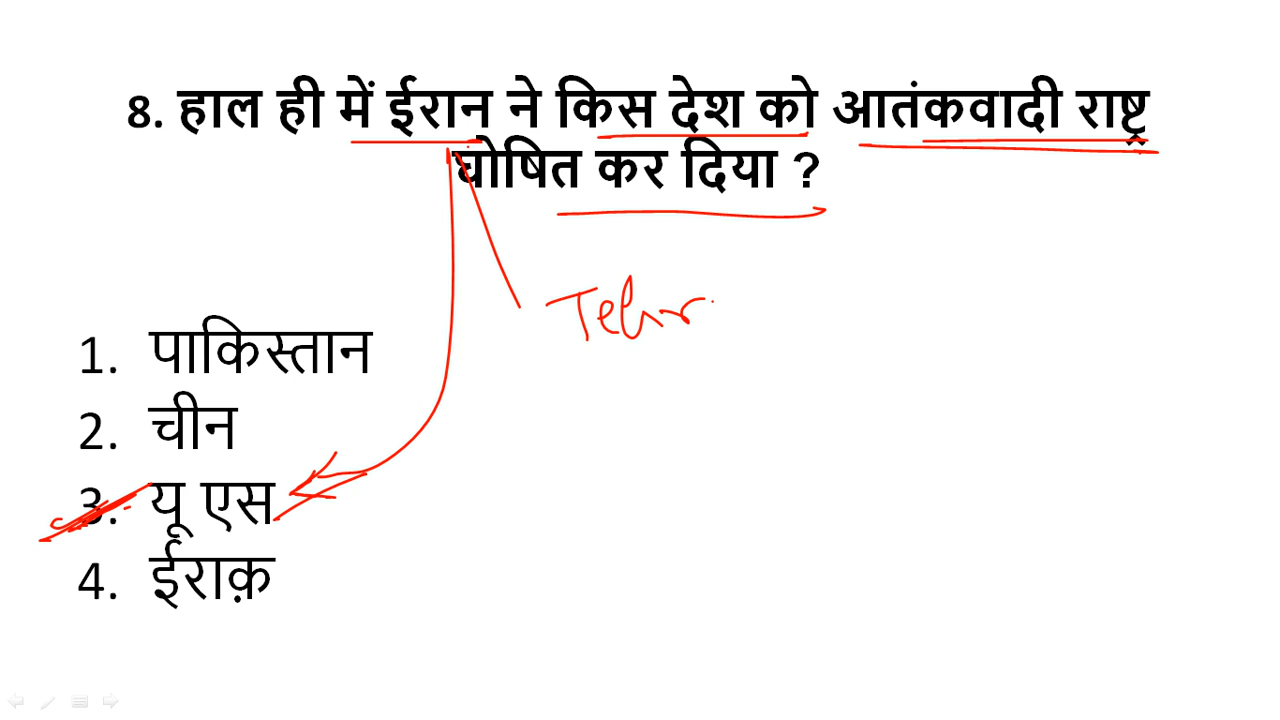 8. हाल ही में ईरान ने किस देश को आतंकवादी राष्ट्र
घोषित कर दिया ?
Tehr
1. पाकिस्तान
2. चीन
3. यू एस
4. ईराक़